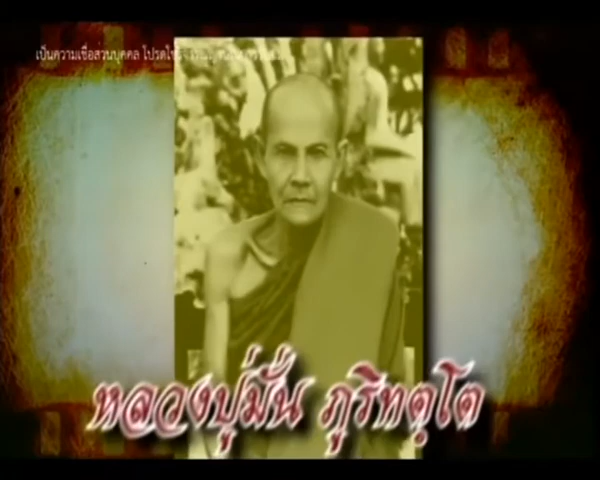 เป็นความเชื่อส่วนบุคคล โปรดใช้
หลวงปู่มั่น ภูริทตฺโต